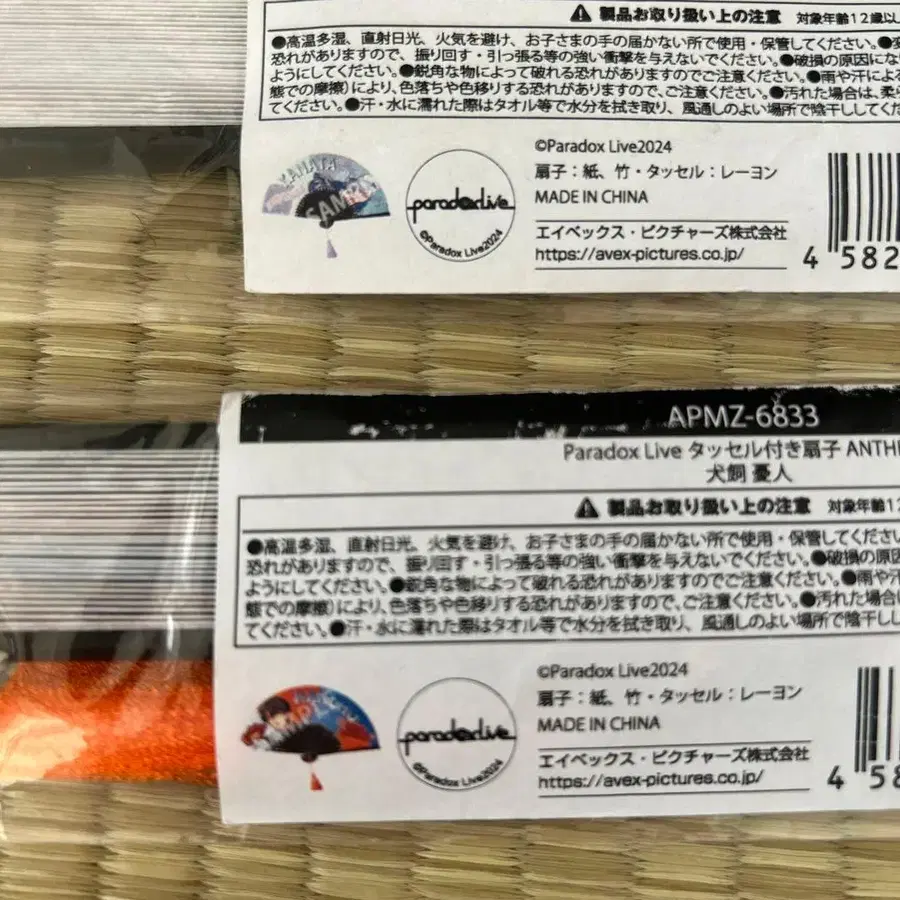 ⚠ 製品お取り扱い上の注意 対象年齢12歳以
●高温多湿、直射日光、火気を避け、お子さまの手の届かない所で使用・保管してください。●変
恐れがありますので、振り回す・引っ張る等の強い衝撃を与えないでください。●破損の原因にな
ようにしてください。●鋭角な物によって破れる恐れがありますのでご注意ください。●雨や汗によ
態での摩擦)により、色落ちや色移りする恐れがありますので、ご注意ください。●汚れた場合は、柔ら
てください。●汗・水に濡れた際はタオル等で水分を拭き取り、風通しのよい場所で陰干ししてくだ
KANATA
SAMPLE
paradoxlive
©Paradox Live2024
©Paradox Live2024
扇子：紙、竹・タッセル：レーヨン
MADE IN CHINA
エイベックス・ピクチャーズ株式会社
https://avex-pictures.co.jp/
4 582
APMZ-6833
Paradox Live タッセル付き扇子 ANTHE
犬飼 憂人
⚠ 製品お取り扱い上の注意 対象年齢12
●高温多湿、直射日光、火気を避け、お子さまの手の届かない所で使用・保管してください
恐れがありますので、振り回す・引っ張る等の強い衝撃を与えないでください。●破損の原因
ようにしてください。●鋭角な物によって破れる恐れがありますのでご注意ください。●雨や汗
態での摩擦)により、色落ちや色移りする恐れがありますので、ご注意ください。●汚れた場合
てください。●汗・水に濡れた際はタオル等で水分を拭き取り、風通しのよい場所で陰干しし
paradoxlive
©Paradox Live2024
©Paradox Live2024
扇子：紙、竹・タッセル：レーヨン
MADE IN CHINA
エイベックス・ピクチャーズ株式会社
https://avex-pictures.co.jp/
4 58